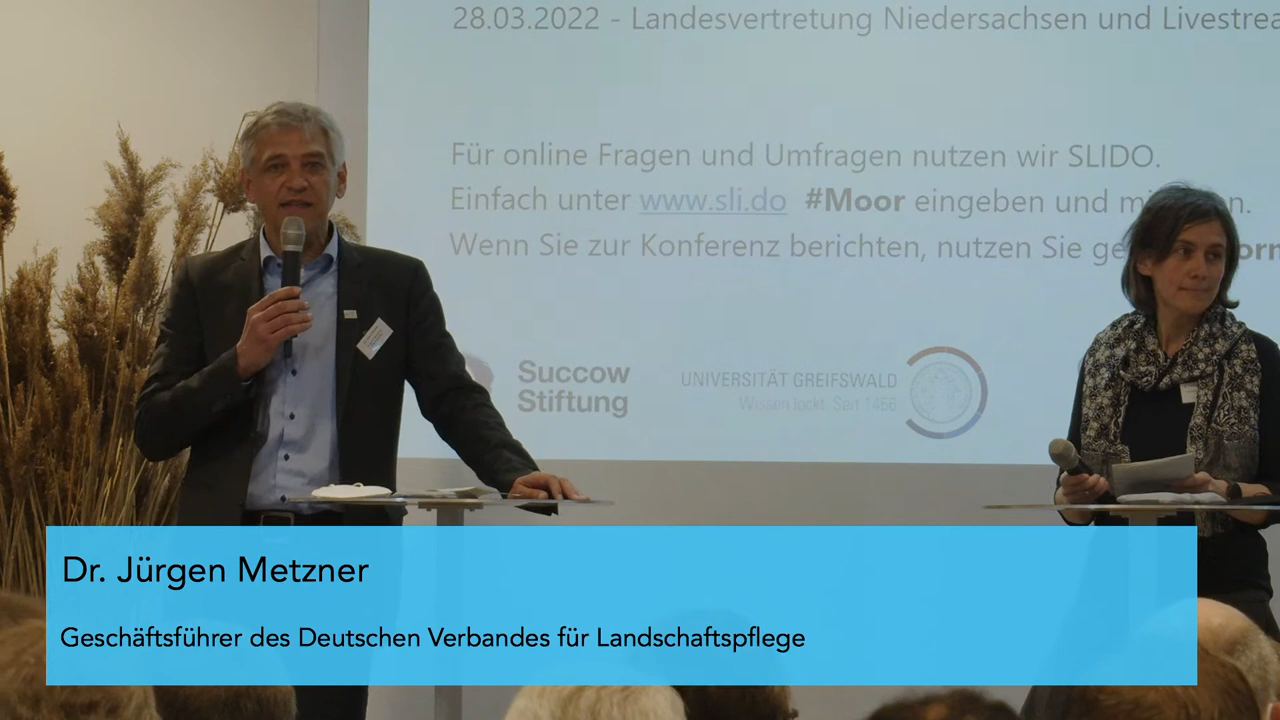 28.03.2022 - Landesvertretung Niedersachsen und Livestrea
Für online Fragen und Umfragen nutzen wir SLIDO.
Einfach unter www.sli.do #Moor eingeben und
Wenn Sie zur Konferenz berichten, nutzen Sie
Succow
Stiftung
UNIVERSITÄT GREIFSWALD
Wissen lockt. Seit 1456
Dr. Jürgen Metzner
Geschäftsführer des Deutschen Verbandes für Landschaftspflege